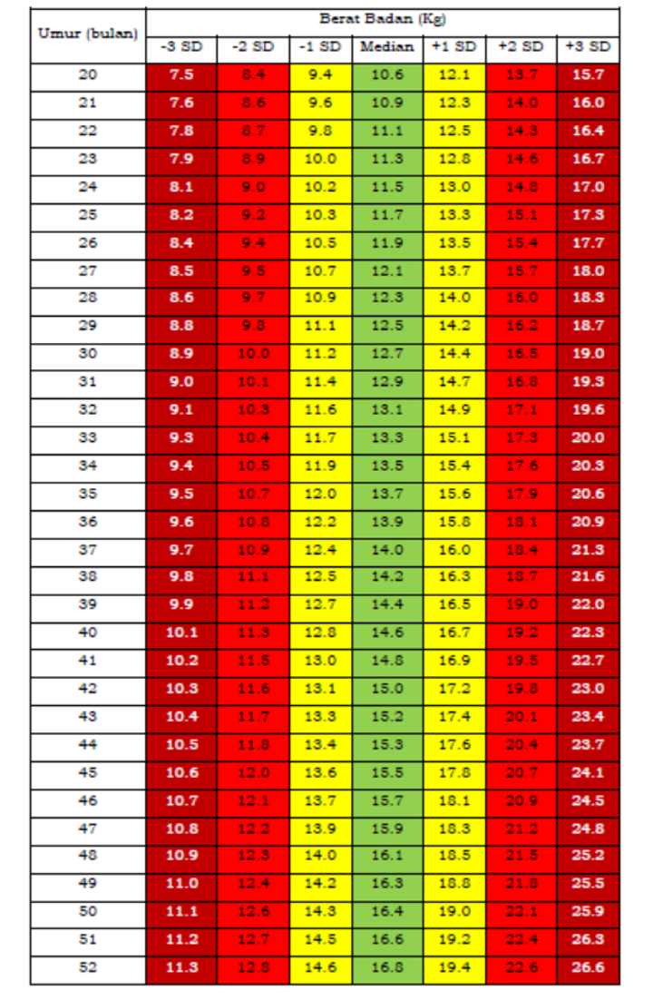 Berat Badan (Kg)
Umur (bulan)
-3 SD -2 SD -1 SD Median +1 SD +2 SD +3 SD
20 7.5 8.4 9.4 10.6 12.1 13.7 15.7
21 7.6 8.6 9.6 10.9 12.3 14.0 16.0
22 7.8 8.7 9.8 11.1 12.5 14.3 16.4
23 7.9 8.9 10.0 11.3 12.8 14.6 16.7
24 8.1 9.0 10.2 11.5 13.0 14.8 17.0
25 8.2 9.2 10.3 11.7 13.3 15.1 17.3
26 8.4 9.4 10.5 11.9 13.5 15.4 17.7
27 8.5 9.5 10.7 12.1 13.7 15.7 18.0
28 8.6 9.7 10.9 12.3 14.0 16.0 18.3
29 8.8 9.8 11.1 12.5 14.2 16.2 18.7
30 8.9 10.0 11.2 12.7 14.4 16.5 19.0
31 9.0 10.1 11.4 12.9 14.7 16.8 19.3
32 9.1 10.3 11.6 13.1 14.9 17.1 19.6
33 9.3 10.4 11.7 13.3 15.1 17.3 20.0
34 9.4 10.5 11.9 13.5 15.4 17.6 20.3
35 9.5 10.7 12.0 13.7 15.6 17.9 20.6
36 9.6 10.8 12.2 13.9 15.8 18.1 20.9
37 9.7 10.9 12.4 14.0 16.0 18.4 21.3
38 9.8 11.1 12.5 14.2 16.3 18.7 21.6
39 9.9 11.2 12.7 14.4 16.5 19.0 22.0
40 10.1 11.3 12.8 14.6 16.7 19.2 22.3
41 10.2 11.5 13.0 14.8 16.9 19.5 22.7
42 10.3 11.6 13.1 15.0 17.2 19.8 23.0
43 10.4 11.7 13.3 15.2 17.4 20.1 23.4
44 10.5 11.8 13.4 15.3 17.6 20.4 23.7
45 10.6 12.0 13.6 15.5 17.8 20.7 24.1
46 10.7 12.1 13.7 15.7 18.1 20.9 24.5
47 10.8 12.2 13.9 15.9 18.3 21.2 24.8
48 10.9 12.3 14.0 16.1 18.5 21.5 25.2
49 11.0 12.4 14.2 16.3 18.8 21.8 25.5
50 11.1 12.6 14.3 16.4 19.0 22.1 25.9
51 11.2 12.7 14.5 16.6 19.2 22.4 26.3
52 11.3 12.8 14.6 16.8 19.4 22.6 26.6